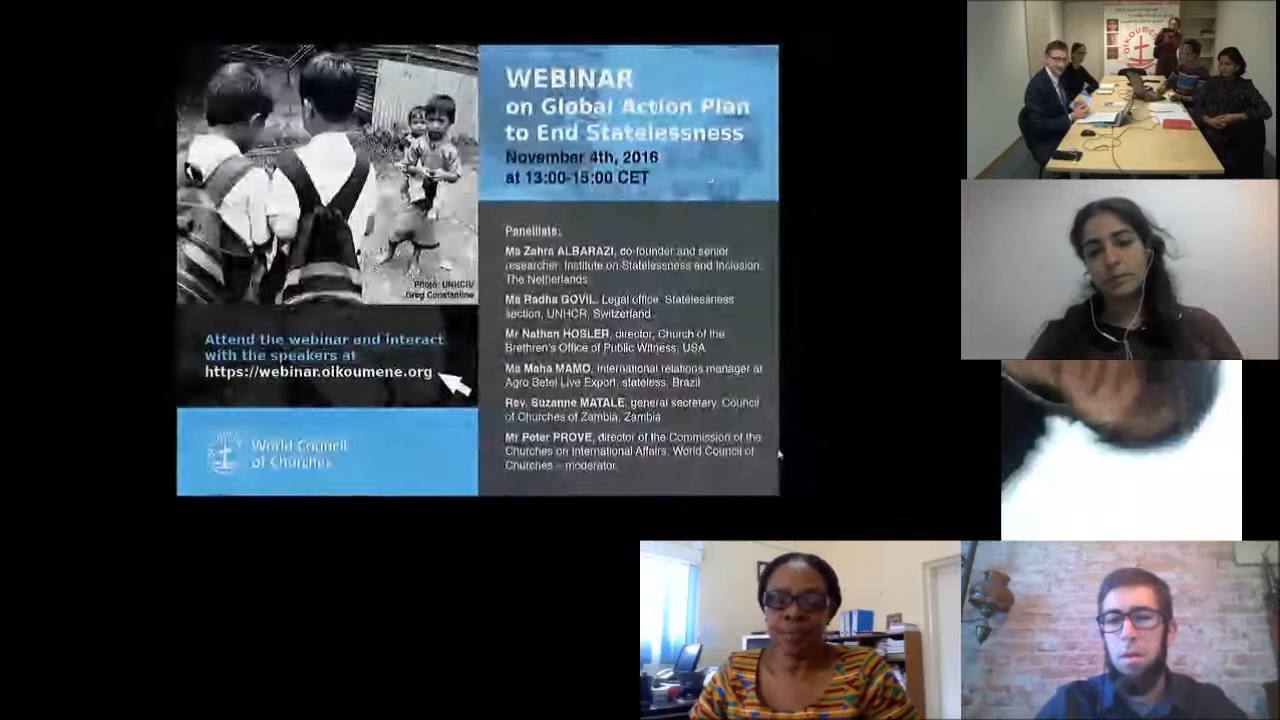 WEBINAR
on Global Action Plan
to End Statelessness
November 4th, 2016
at 13:00-15:00 CET
Photo: UNHCR/
Greg Constantine
Attend the webinar and interact
with the speakers at
https://webinar.oikoumene.org
World Council
of Churches
Panellists:
Ms Zahra ALBARAZI, co-founder and senior
researcher, Institute on Statelessness and Inclusion,
The Netherlands
Ms Radha GOVIL, Legal office, Statelessness
section, UNHCR, Switzerland
Mr Nathan HOSLER, director, Church of the
Brethren's Office of Public Witness, USA
Ms Maha MAMO, International relations manager at
Agro Betel Live Export, stateless, Brazil
Rev. Suzanne MATALE, general secretary, Council
of Churches of Zambia, Zambia
Mr Peter PROVE, director of the Commission of the
Churches on International Affairs, World Council of
Churches – moderator.
OIKOUMENE